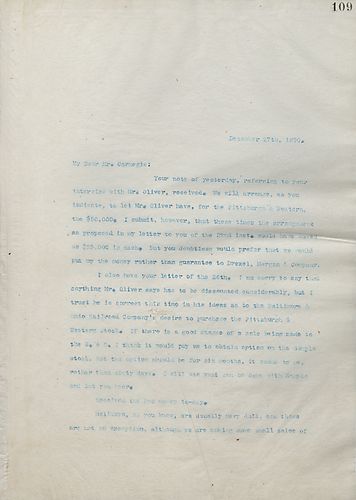 109
December 27th, 1890.
My Dear Mr. Carnegie:
Your note of yesterday, referring to your
interview with Mr. Oliver, received. We will arrange, as you
indicate, to let Mr. Oliver have, for the Pittsburgh & Western,
the $50,000. I submit, however, that these times the arrangement
as proposed in my letter to you of the 22nd inst. would have
us $25,000 in cash. But you doubtless would prefer that we should
put up the money rather than guarantee to Drexel, Morgan & Company.
I also have your letter of the 26th. I am sorry to say that
anything Mr. Oliver says has to be discounted considerably, but I
trust he is correct this time in his ideas as to the Baltimore &
Ohio Railroad Company's desire to purchase the Pittsburgh &
Western stock. If there is a good chance of a sale being made to
the B. & O. I think it would pay us to obtain option on the
stock, but the option should be for six months, it seems to me,
rather than sixty days. I will see what can be done with
and let you know.
to-day.
Railways, as you know, are usually very dull, and these
are not an exception, although we are making some small sales of